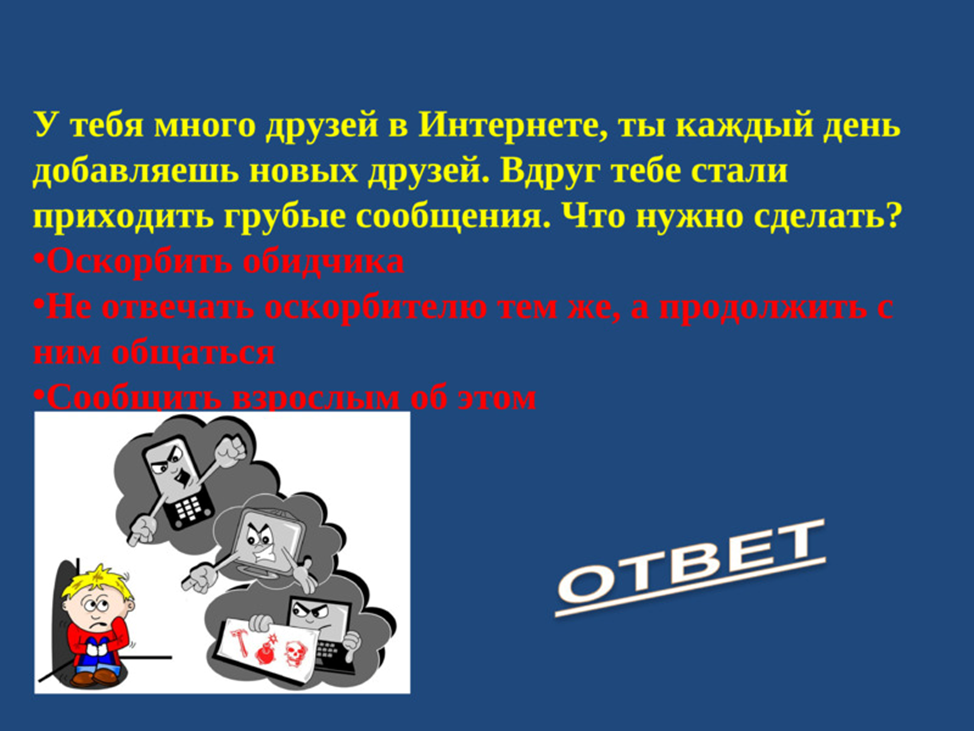 У тебя много друзей в Интернете, ты каждый день
добавляешь новых друзей. Вдруг тебе стали
приходить грубые сообщения. Что нужно сделать?
•Оскорбить обидчика
•Не отвечать оскорбителю тем же, а продолжить с
ним общаться
•Сообщить взрослым об этом
ОТВЕТ